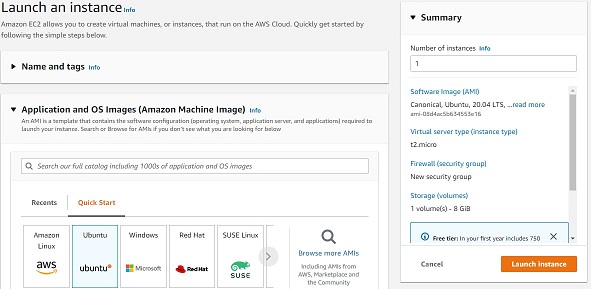 Launch an instance Info
Amazon EC2 allows you to create virtual machines, or instances, that run on the AWS Cloud. Quickly get started by
following the simple steps below.
Name and tags Info
Application and OS Images (Amazon Machine Image) Info
An AMI is a template that contains the software configuration (operating system, application server, and applications) required to
launch your instance. Search or Browse for AMIs if you don't see what you are looking for below
Search our full catalog including 1000s of application and OS images
Recents
Quick Start
Amazon
Linux
aws
Ubuntu
ubuntu
Windows
Microsoft
Red Hat
Red Hat
SUSE Linux
SUSE
Browse more AMIs
Including AMIs from
AWS, Marketplace and
the Community
Summary
Number of instances Info
1
Software Image (AMI)
Canonical, Ubuntu, 20.04 LTS, ...read more
ami-08d4ac5b634553e16
Virtual server type (instance type)
t2.micro
Firewall (security group)
New security group
Storage (volumes)
1 volume(s) - 8 GiB
Free tier: In your first year includes 750
Cancel
Launch instance